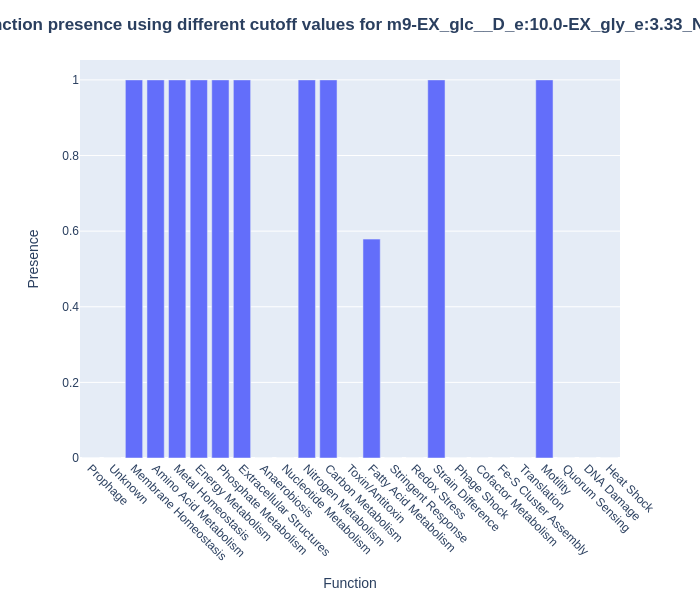 nction presence using different cutoff values for m9-EX_glc__D_e:10.0-EX_gly_e:3.33_N
Presence
1
0.8
0.6
0.4
0.2
0
Prophage
Unknown
Membrane Homeostasis
Amino Acid Metabolism
Metal Homeostasis
Energy Metabolism
Phosphate Metabolism
Extracellular Structures
Anaerobiosis
Nucleotide Metabolism
Nitrogen Metabolism
Carbon Metabolism
Toxin/Antitoxin
Fatty Acid Metabolism
Stringent Response
Redox Stress
Strain Difference
Phage Shock
Cofactor Metabolism
Fe-S Cluster Assembly
Translation
Motility
Quorum Sensing
DNA Damage
Heat Shock
Function